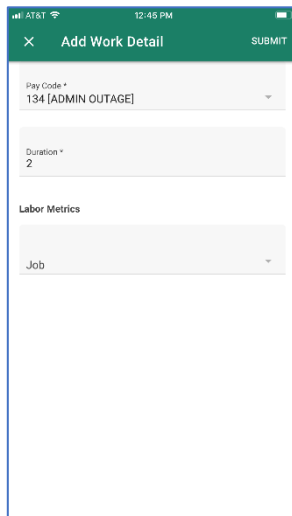 AT&T 12:45 PM
× Add Work Detail SUBMIT
Pay Code *
134 [ADMIN OUTAGE]
Duration *
2
Labor Metrics
Job